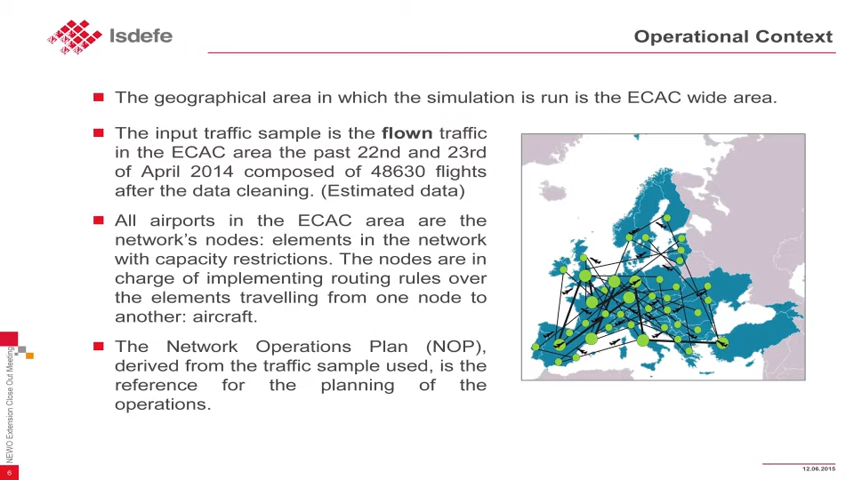 Isdefe
Operational Context
The geographical area in which the simulation is run is the ECAC wide area.
The input traffic sample is the flown traffic
in the ECAC area the past 22nd and 23rd
of April 2014 composed of 48630 flights
after the data cleaning. (Estimated data)
All airports in the ECAC area are the
network's nodes: elements in the network
with capacity restrictions. The nodes are in
charge of implementing routing rules over
the elements travelling from one node to
another: aircraft.
The Network Operations Plan (NOP),
derived from the traffic sample used, is the
reference for the planning of the
operations.
NEWO Extension Close Out Meeting
6
12.06.2015